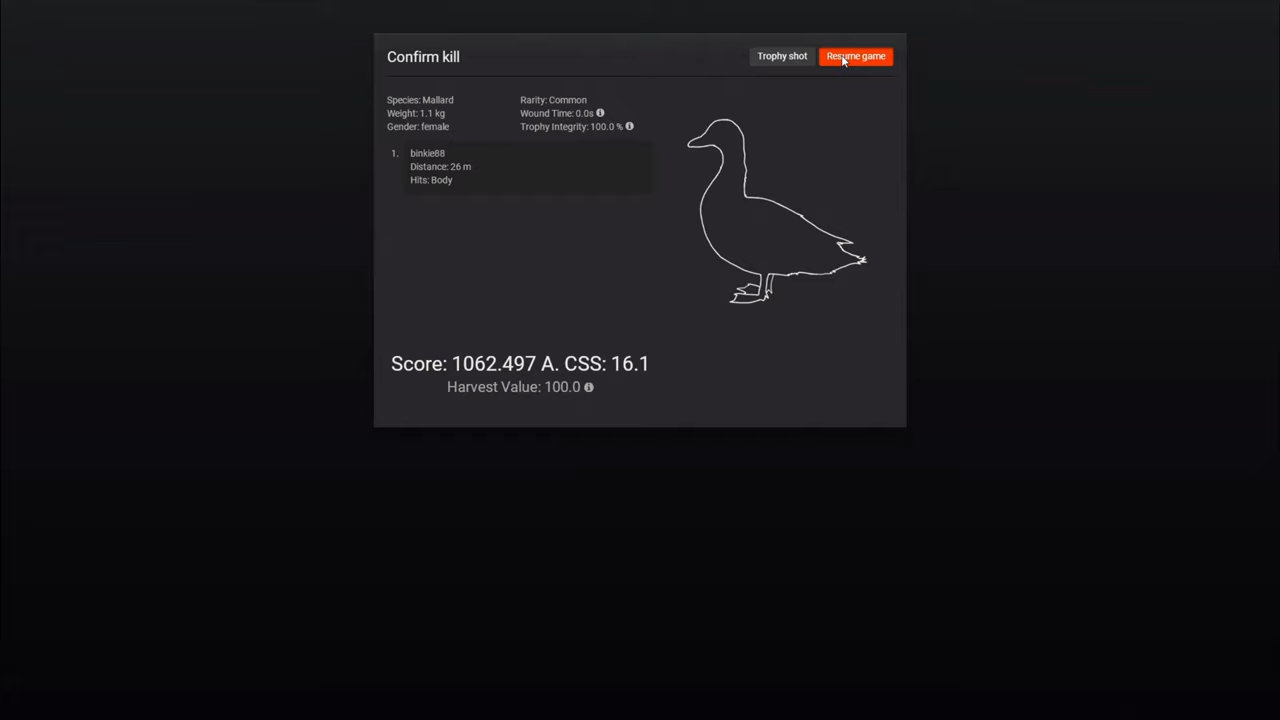 Confirm kill
Trophy shot
Resume game
Species: Mallard
Weight: 1.1 kg
Gender: female
Rarity: Common
Wound Time: 0.0s
Trophy Integrity: 100.0 %
1. binkie88
Distance: 26 m
Hits: Body
Score: 1062.497 A. CSS: 16.1
Harvest Value: 100.0